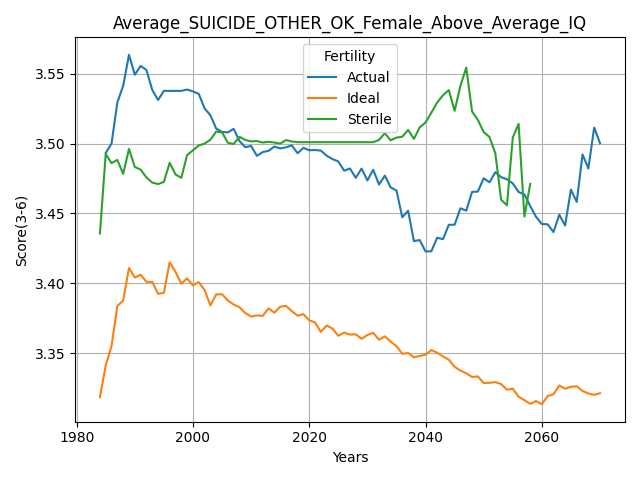 Average_SUICIDE_OTHER_OK_Female_Above_Average_IQ
Fertility
Actual
Ideal
Sterile
Score(3-6)
3.55
3.50
3.45
3.40
3.35
1980
2000
2020
2040
2060
Years